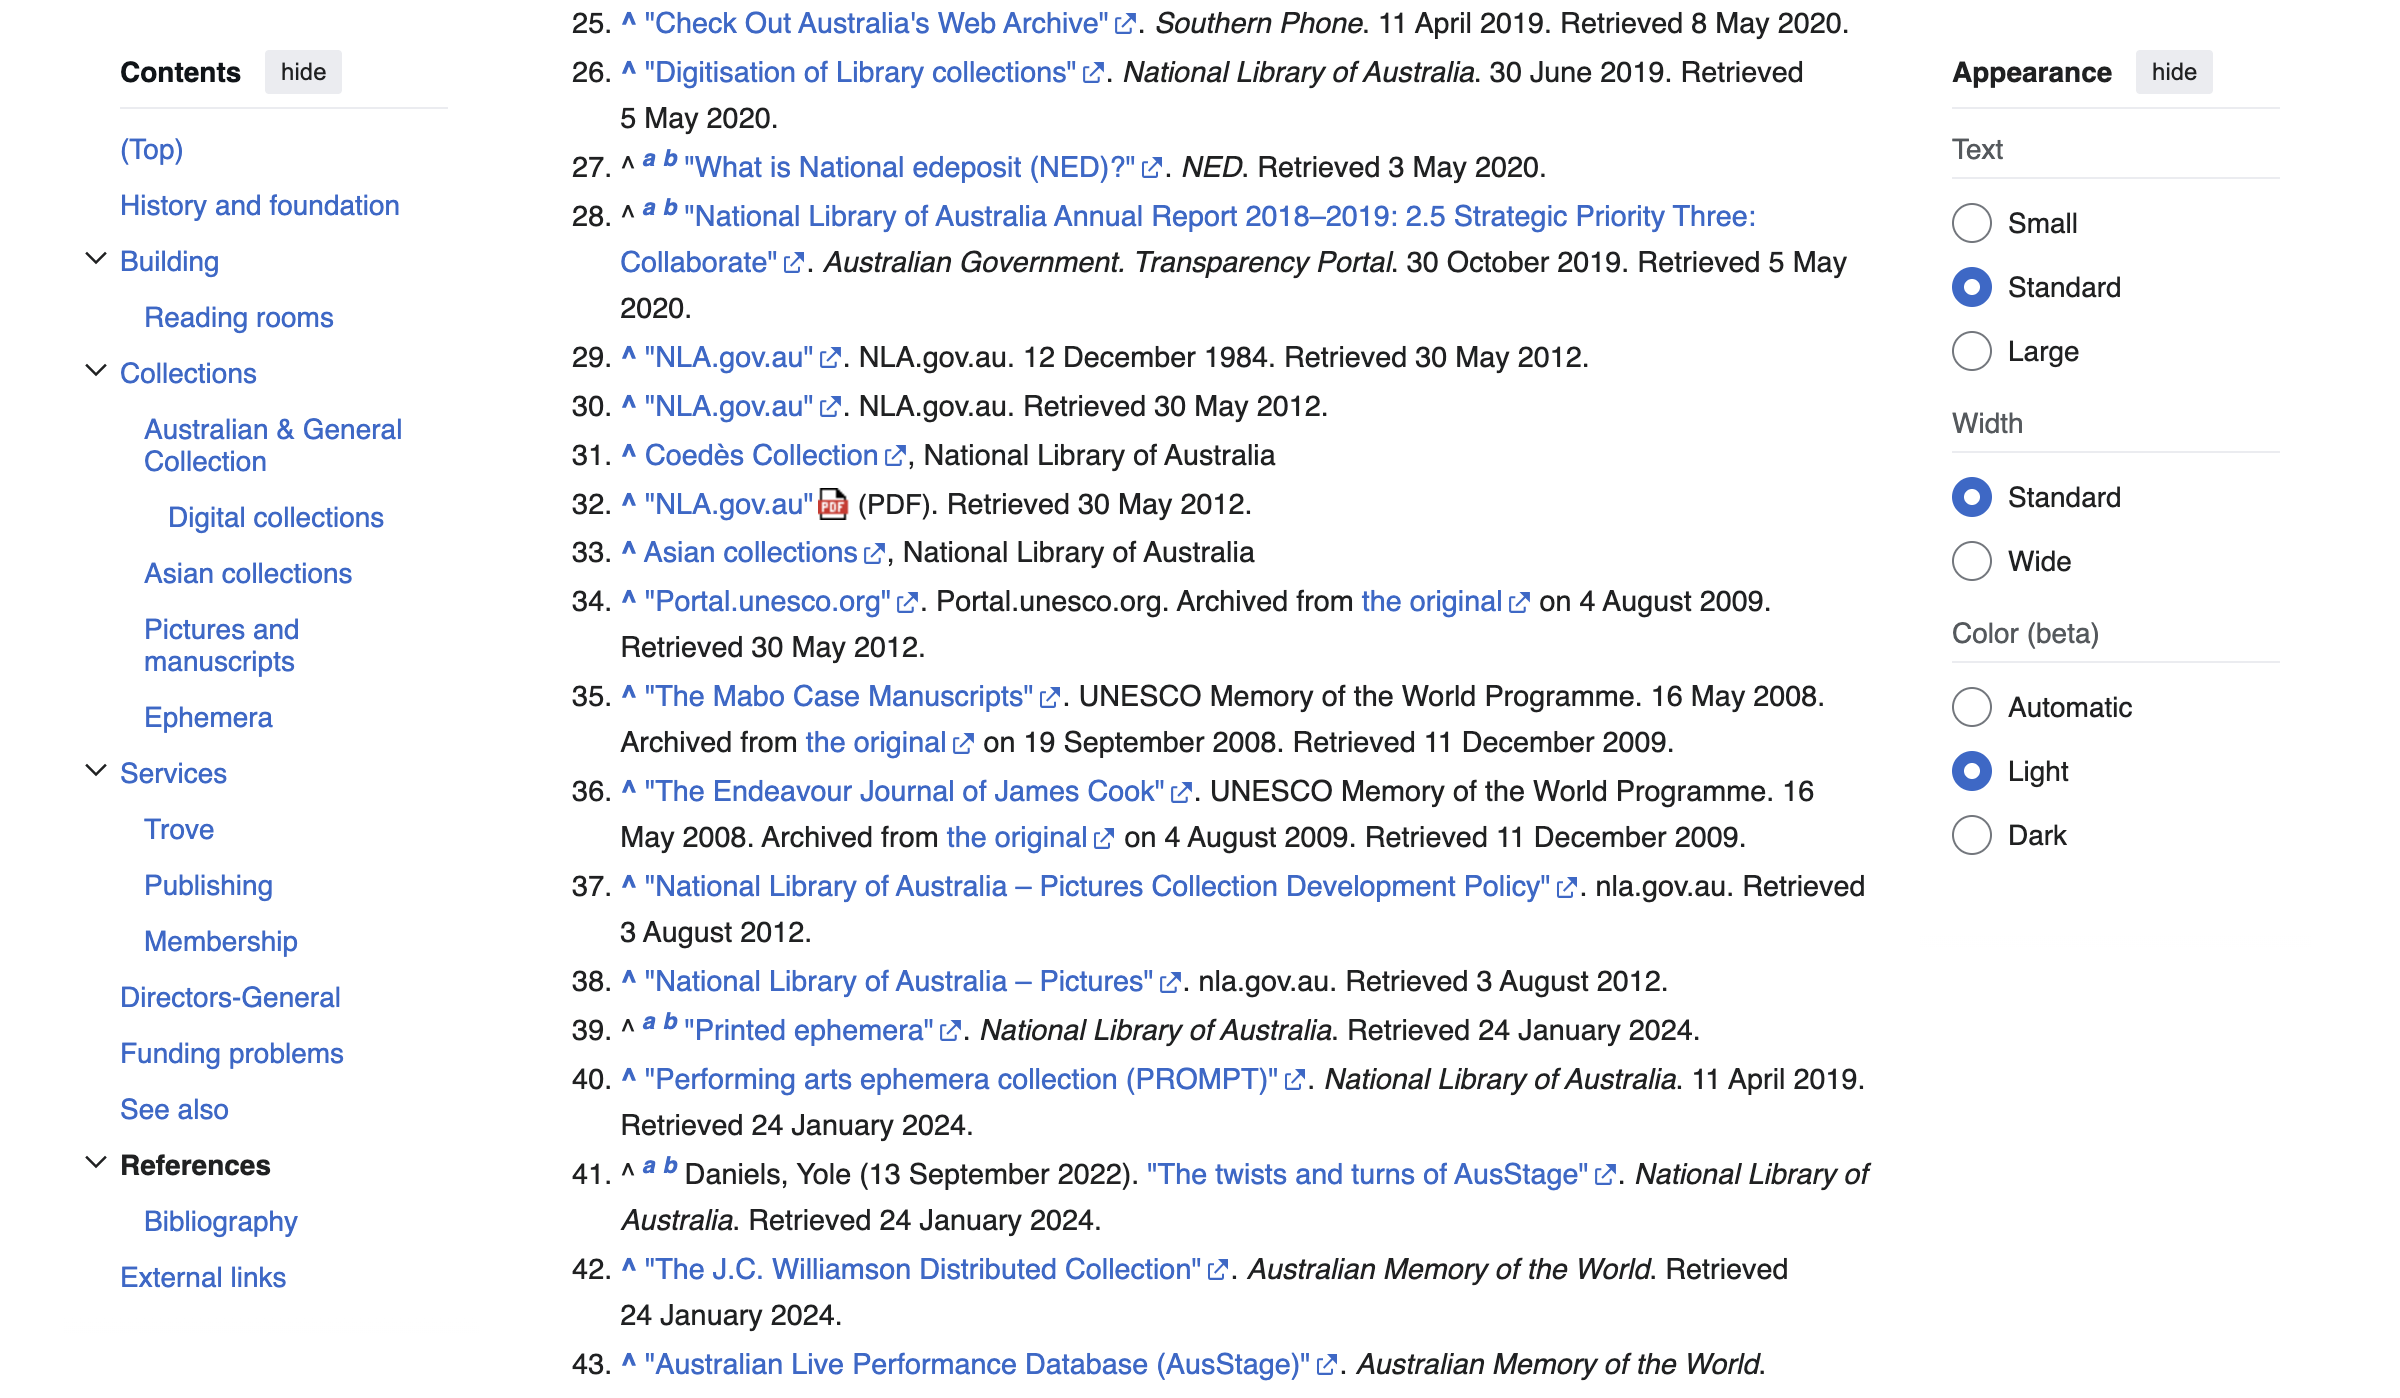 Contents hide
(Top)
History and foundation
Building
Reading rooms
Collections
Australian & General
Collection
Digital collections
Asian collections
Pictures and
manuscripts
Ephemera
Services
Trove
Publishing
Membership
Directors-General
Funding problems
See also
References
Bibliography
External links
25. ^ "Check Out Australia's Web Archive". Southern Phone. 11 April 2019. Retrieved 8 May 2020.
26. ^ "Digitisation of Library collections". National Library of Australia. 30 June 2019. Retrieved
5 May 2020.
27. ^ a b "What is National edeposit (NED)?". NED. Retrieved 3 May 2020.
28. ^ a b "National Library of Australia Annual Report 2018–2019: 2.5 Strategic Priority Three:
Collaborate". Australian Government. Transparency Portal. 30 October 2019. Retrieved 5 May
2020.
29. ^ "NLA.gov.au". NLA.gov.au. 12 December 1984. Retrieved 30 May 2012.
30. ^ "NLA.gov.au". NLA.gov.au. Retrieved 30 May 2012.
31. ^ Coedès Collection, National Library of Australia
32. ^ "NLA.gov.au" PDF (PDF). Retrieved 30 May 2012.
33. ^ Asian collections, National Library of Australia
34. ^ "Portal.unesco.org". Portal.unesco.org. Archived from the original on 4 August 2009.
Retrieved 30 May 2012.
35. ^ "The Mabo Case Manuscripts". UNESCO Memory of the World Programme. 16 May 2008.
Archived from the original on 19 September 2008. Retrieved 11 December 2009.
36. ^ "The Endeavour Journal of James Cook". UNESCO Memory of the World Programme. 16
May 2008. Archived from the original on 4 August 2009. Retrieved 11 December 2009.
37. ^ "National Library of Australia – Pictures Collection Development Policy". nla.gov.au. Retrieved
3 August 2012.
38. ^ "National Library of Australia – Pictures". nla.gov.au. Retrieved 3 August 2012.
39. ^ a b "Printed ephemera". National Library of Australia. Retrieved 24 January 2024.
40. ^ "Performing arts ephemera collection (PROMPT)". National Library of Australia. 11 April 2019.
Retrieved 24 January 2024.
41. ^ a b Daniels, Yole (13 September 2022). "The twists and turns of AusStage". National Library of
Australia. Retrieved 24 January 2024.
42. ^ "The J.C. Williamson Distributed Collection". Australian Memory of the World. Retrieved
24 January 2024.
43. ^ "Australian Live Performance Database (AusStage)". Australian Memory of the World.
Appearance hide
Text
Small
Standard
Large
Width
Standard
Wide
Color (beta)
Automatic
Light
Dark